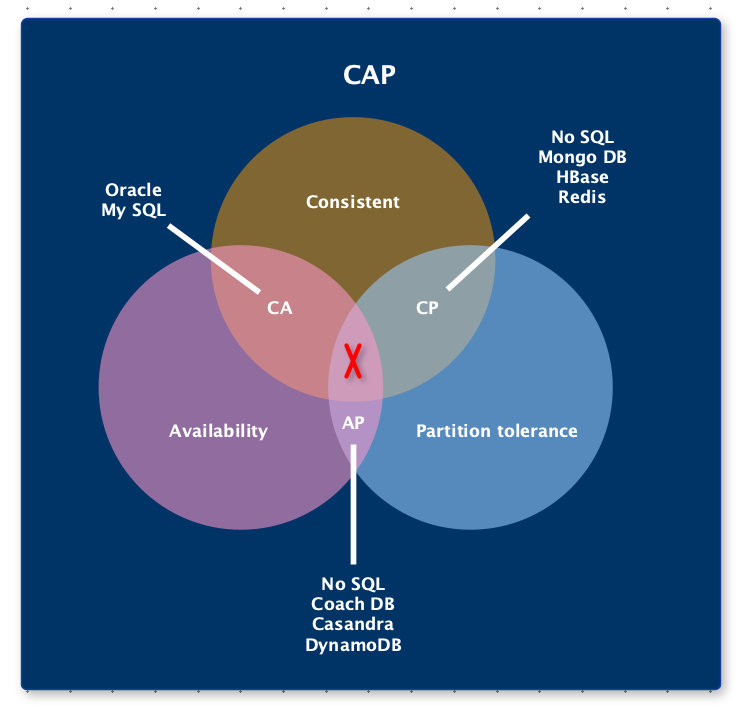 CAP
No SQL
Mongo DB
HBase
Redis
Oracle
My SQL
Consistent
CA
CP
X
AP
Availability
Partition tolerance
No SQL
Coach DB
Casandra
DynamoDB